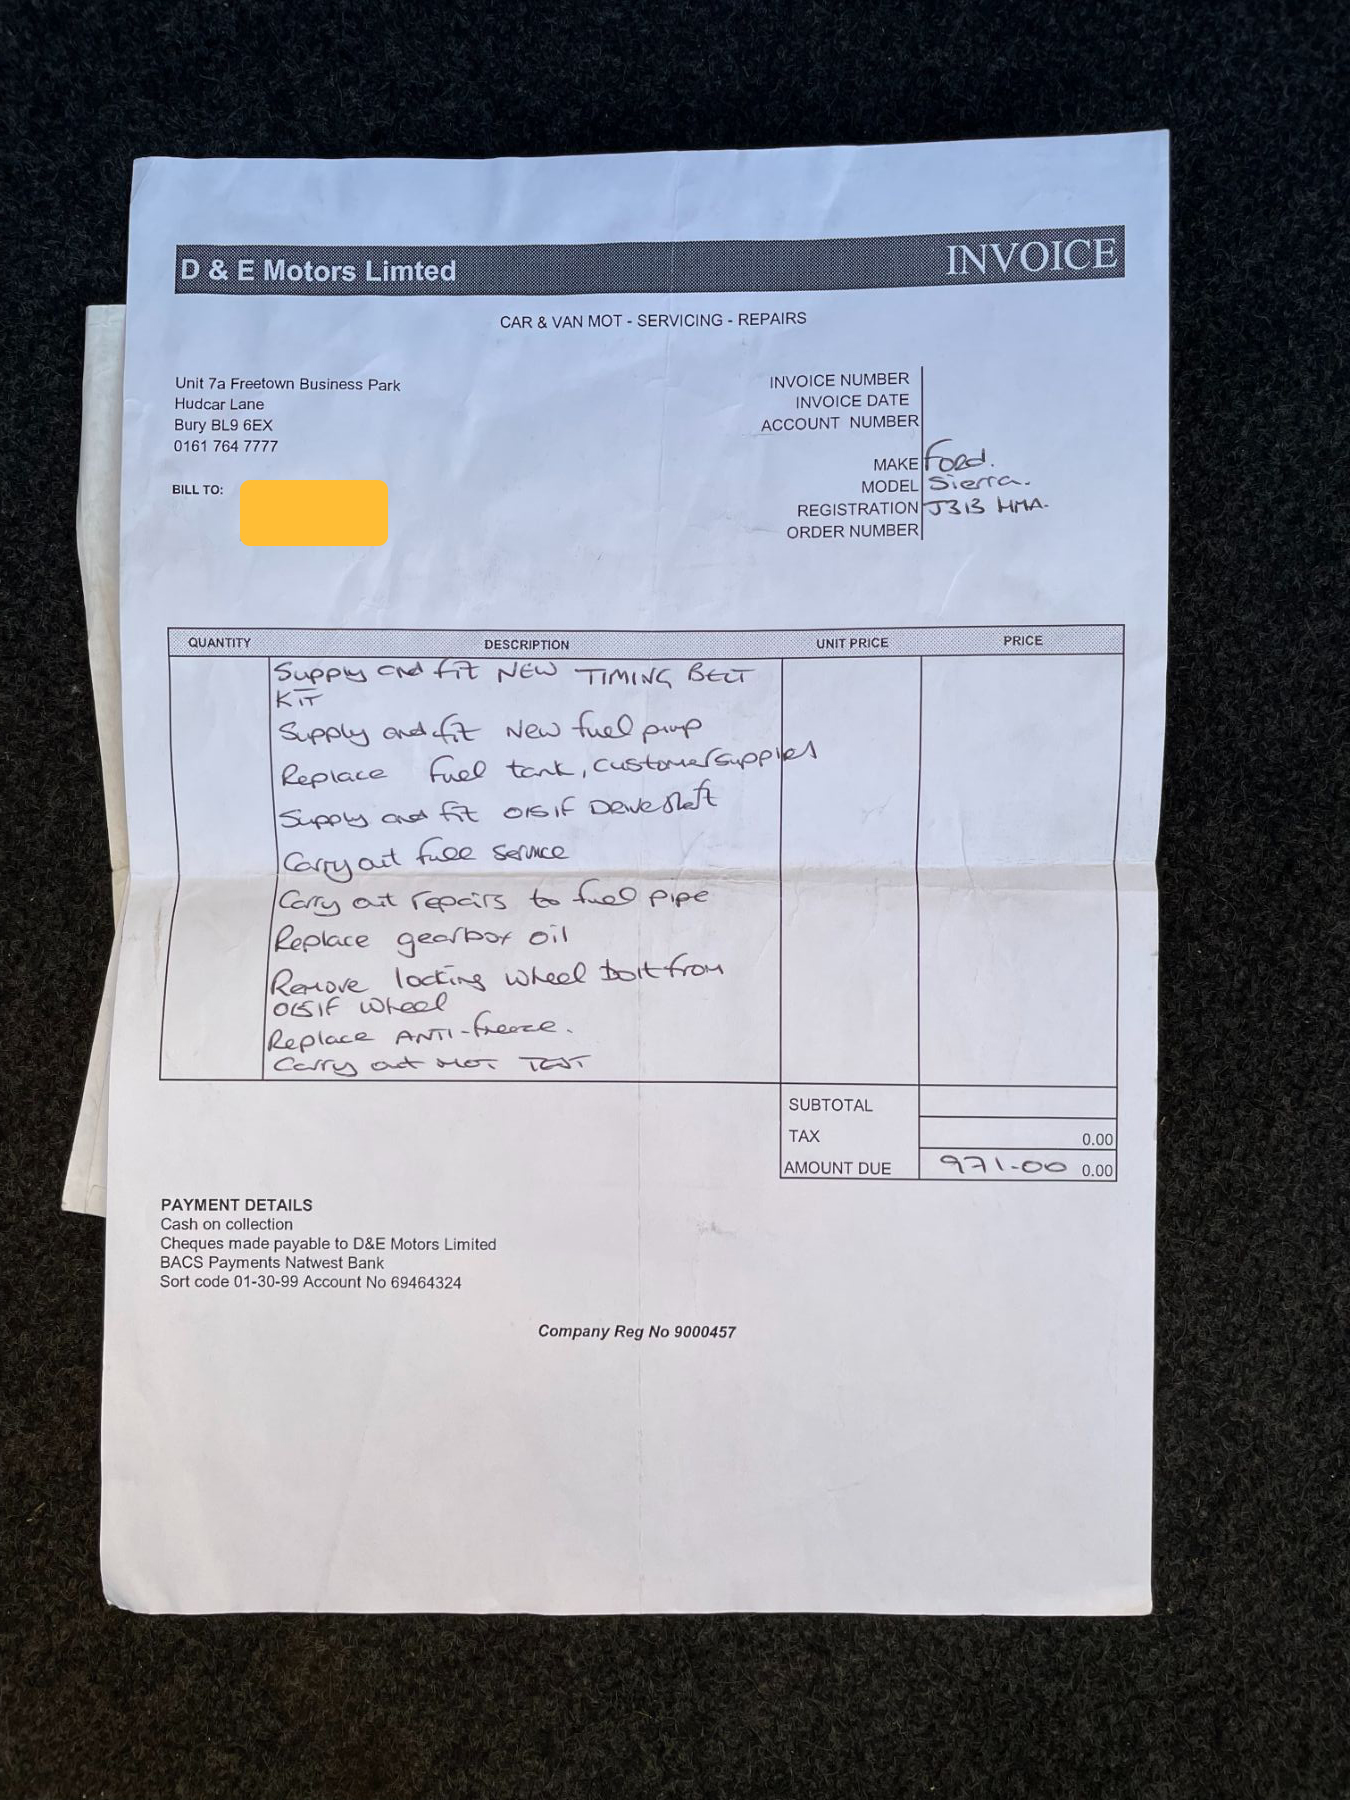 D & E Motors Limted
INVOICE
CAR & VAN MOT - SERVICING - REPAIRS
Unit 7a Freetown Business Park
Hudcar Lane
Bury BL9 6EX
0161 764 7777
BILL TO:
INVOICE NUMBER
INVOICE DATE
ACCOUNT NUMBER
MAKE Ford.
MODEL Sierra.
REGISTRATION J313 HMA.
ORDER NUMBER
QUANTITY DESCRIPTION UNIT PRICE PRICE
Supply and fit NEW TIMING BELT
KIT
Supply and fit New fuel pump
Replace fuel tank, customer supplied
Supply and fit O/S/F Driveshaft
Carry out full service
Carry out repairs to fuel pipe
Replace gearbox oil
Remove locking wheel bolt from
O/S/F wheel
Replace ANTI-freeze.
Carry out MOT TEST
SUBTOTAL
TAX 0.00
AMOUNT DUE 971-00 0.00
PAYMENT DETAILS
Cash on collection
Cheques made payable to D&E Motors Limited
BACS Payments Natwest Bank
Sort code 01-30-99 Account No 69464324
Company Reg No 9000457